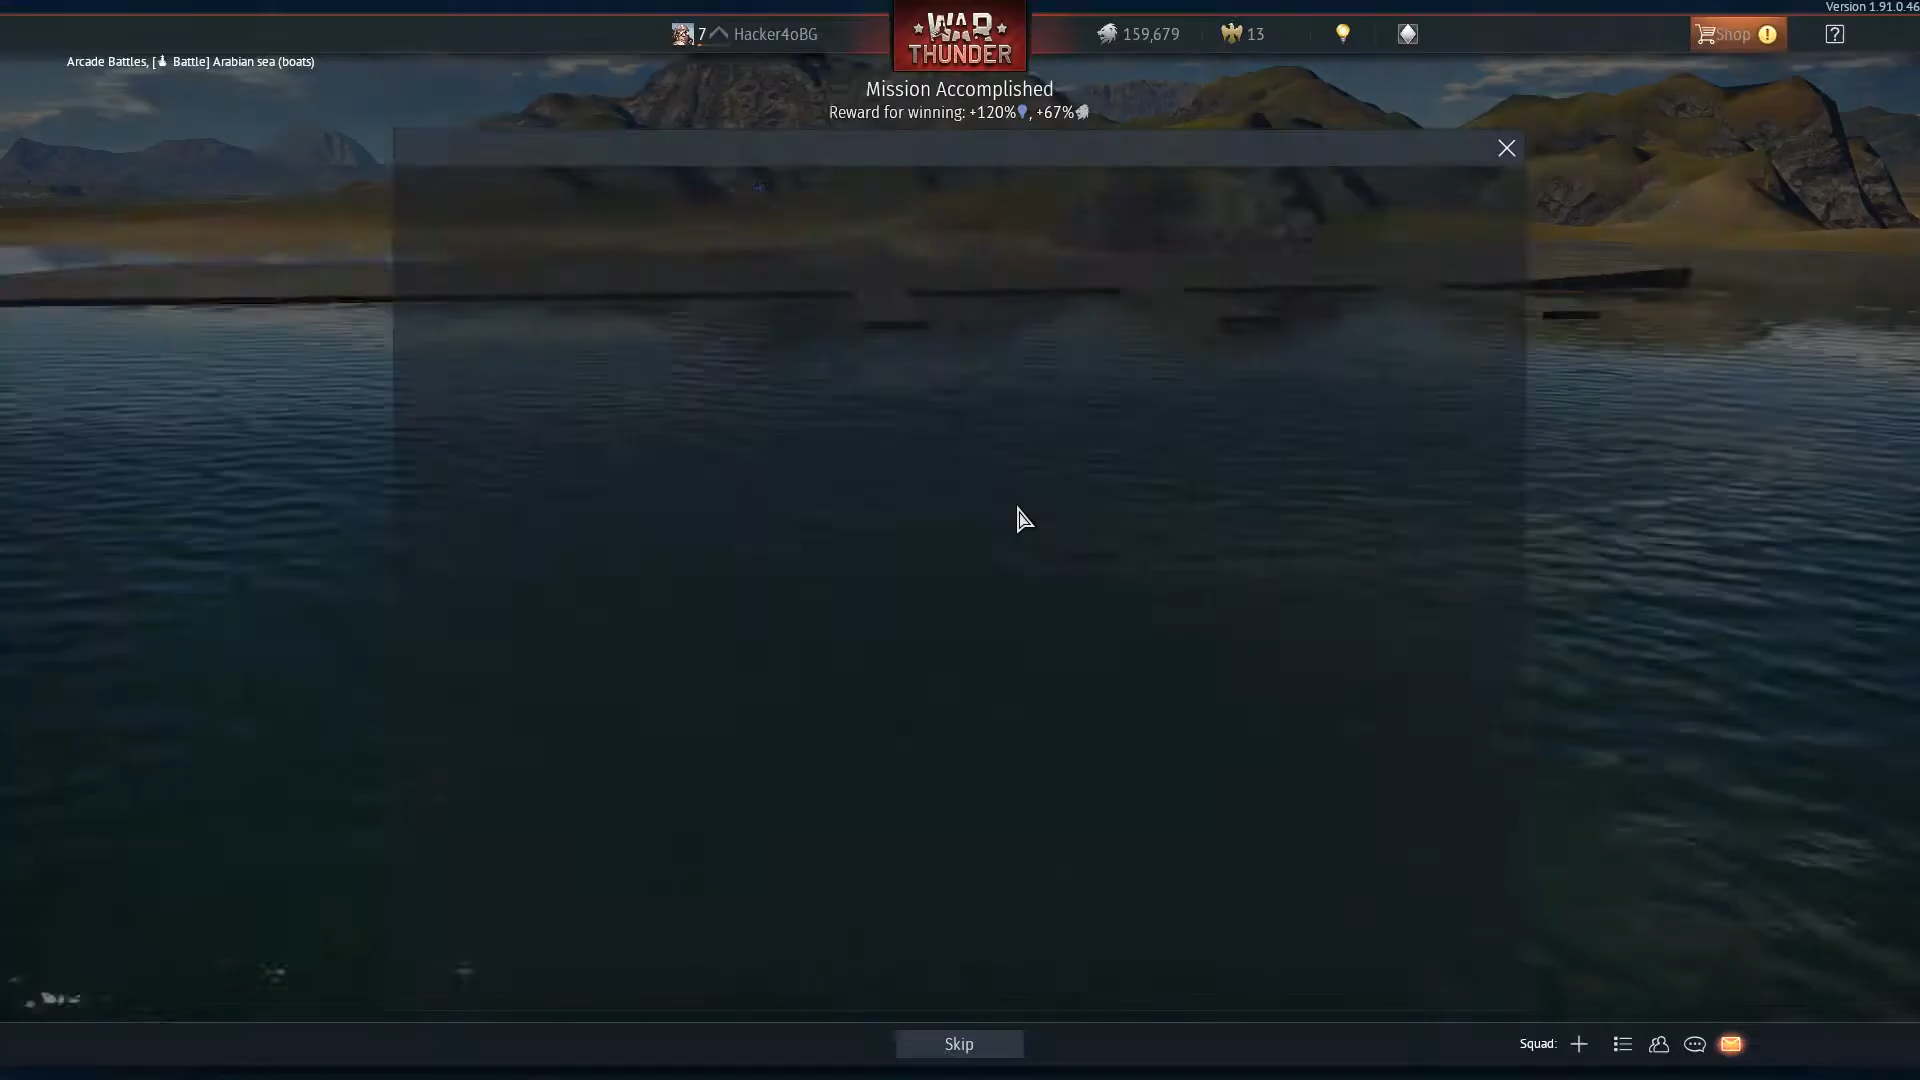 Version 1.91.0.46
7 Hacker40BG
WAR THUNDER
159,679
13
Shop
Arcade Battles, [ Battle] Arabian sea (boats)
Mission Accomplished
Reward for winning: +120%, +67%
Skip
Squad: